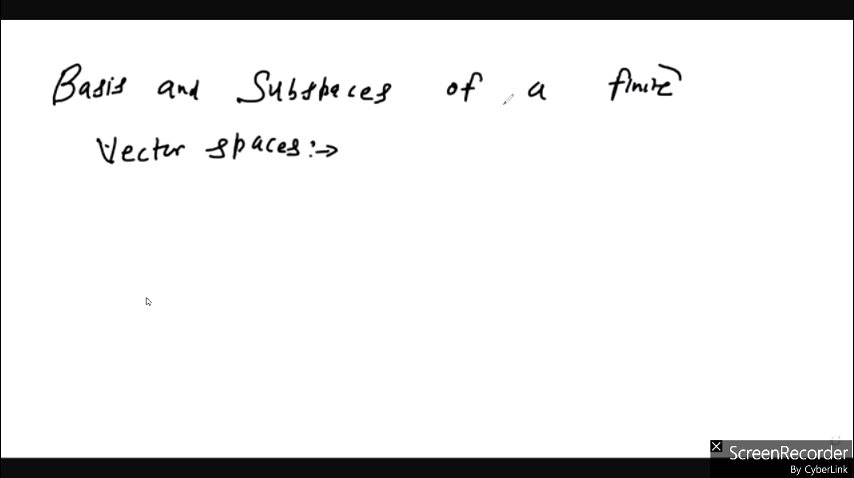 Basis and Subspaces of a finite
Vector spaces:→
ScreenRecorder
By CyberLink